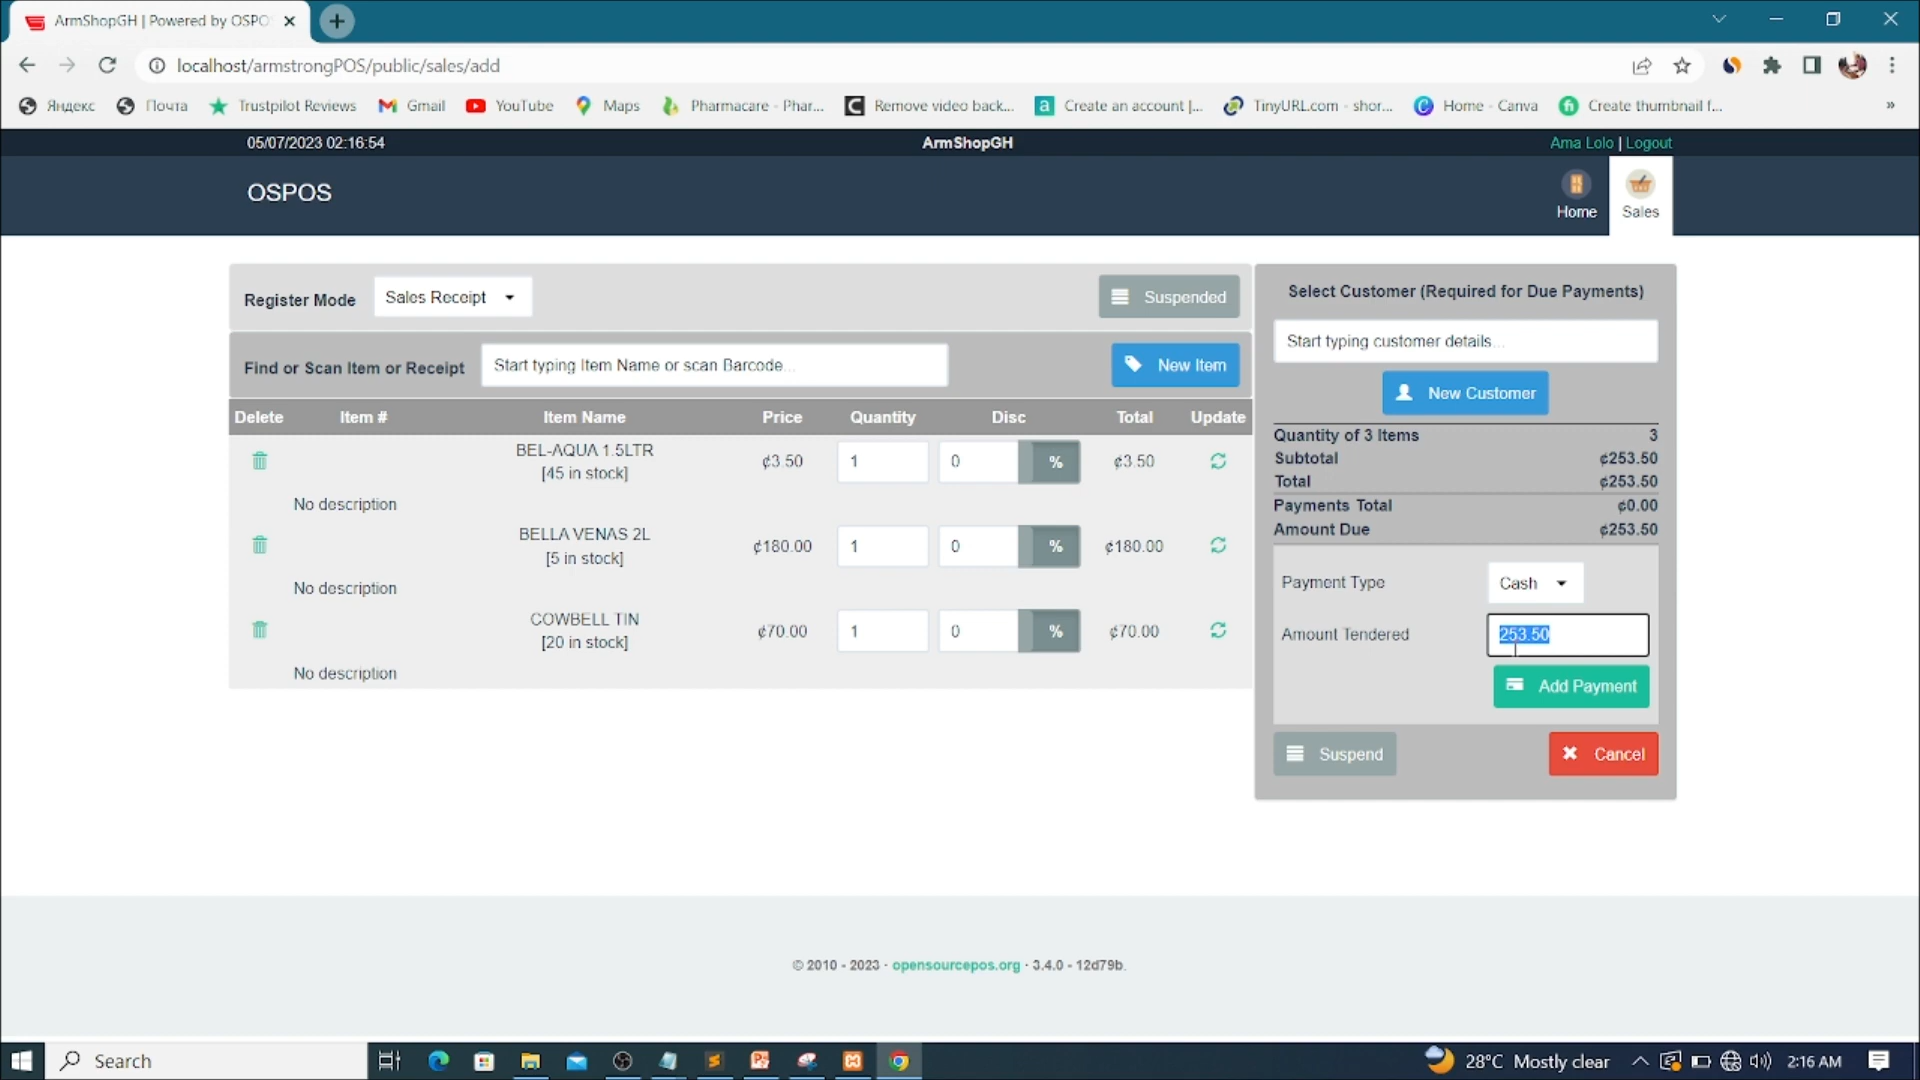 ArmShopGH | Powered by OSPO
localhost/armstrongPOS/public/sales/add
Яндекс
Почта
Trustpilot Reviews
Gmail
YouTube
Maps
Pharmacare - Phar...
Remove video back...
Create an account |...
TinyURL.com - shor...
Home - Canva
Create thumbnail f...
»
05/07/2023 02:16:54
ArmShopGH
Ama Lolo | Logout
OSPOS
Home
Sales
Register Mode
Sales Receipt
Suspended
Find or Scan Item or Receipt
Start typing Item Name or scan Barcode...
New Item
Delete Item # Item Name Price Quantity Disc Total Update
BEL-AQUA 1.5LTR
[45 in stock]
¢3.50 1 0 % ¢3.50
No description
BELLA VENAS 2L
[5 in stock]
¢180.00 1 0 % ¢180.00
No description
COWBELL TIN
[20 in stock]
¢70.00 1 0 % ¢70.00
No description
Select Customer (Required for Due Payments)
Start typing customer details...
New Customer
Quantity of 3 Items 3
Subtotal ¢253.50
Total ¢253.50
Payments Total ¢0.00
Amount Due ¢253.50
Payment Type Cash
Amount Tendered 253.50
Add Payment
Suspend
Cancel
© 2010 - 2023 · opensourcepos.org · 3.4.0 - 12d79b.
Search
28°C Mostly clear
2:16 AM